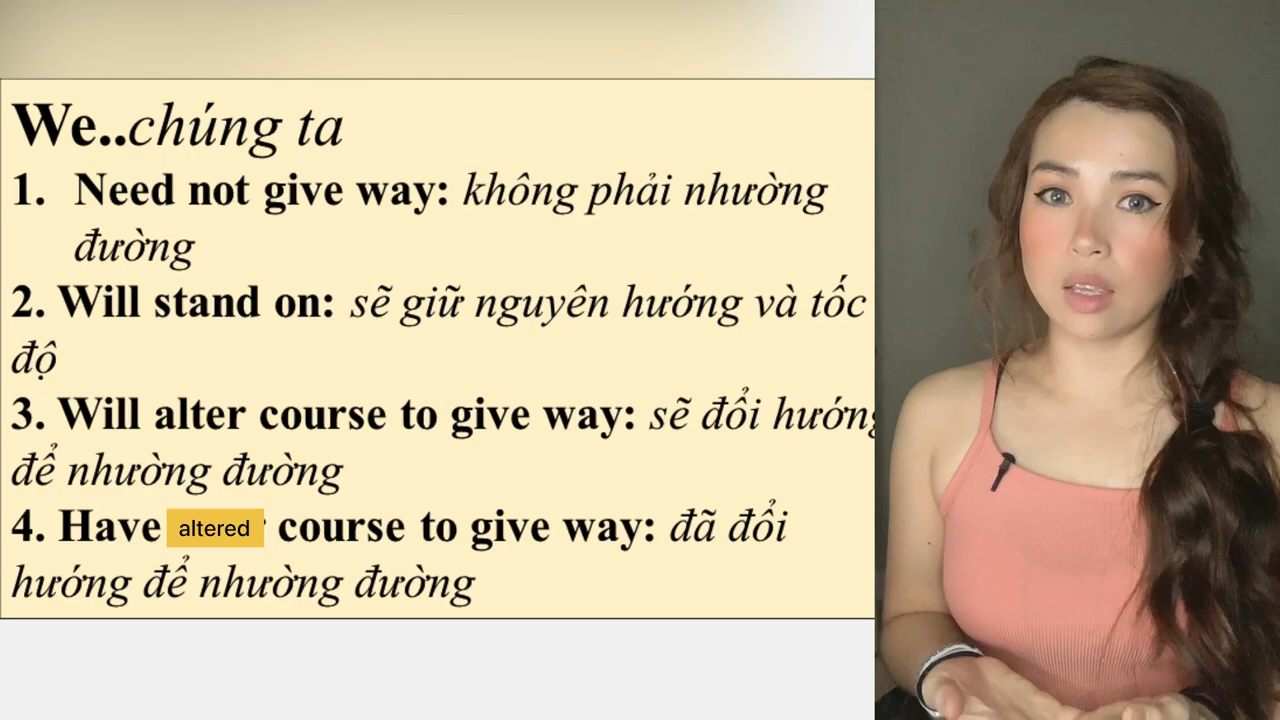 We..chúng ta
1. Need not give way: không phải nhường
đường
2. Will stand on: sẽ giữ nguyên hướng và tốc
độ
3. Will alter course to give way: sẽ đổi hướng
để nhường đường
4. Have altered course to give way: đã đổi
hướng để nhường đường